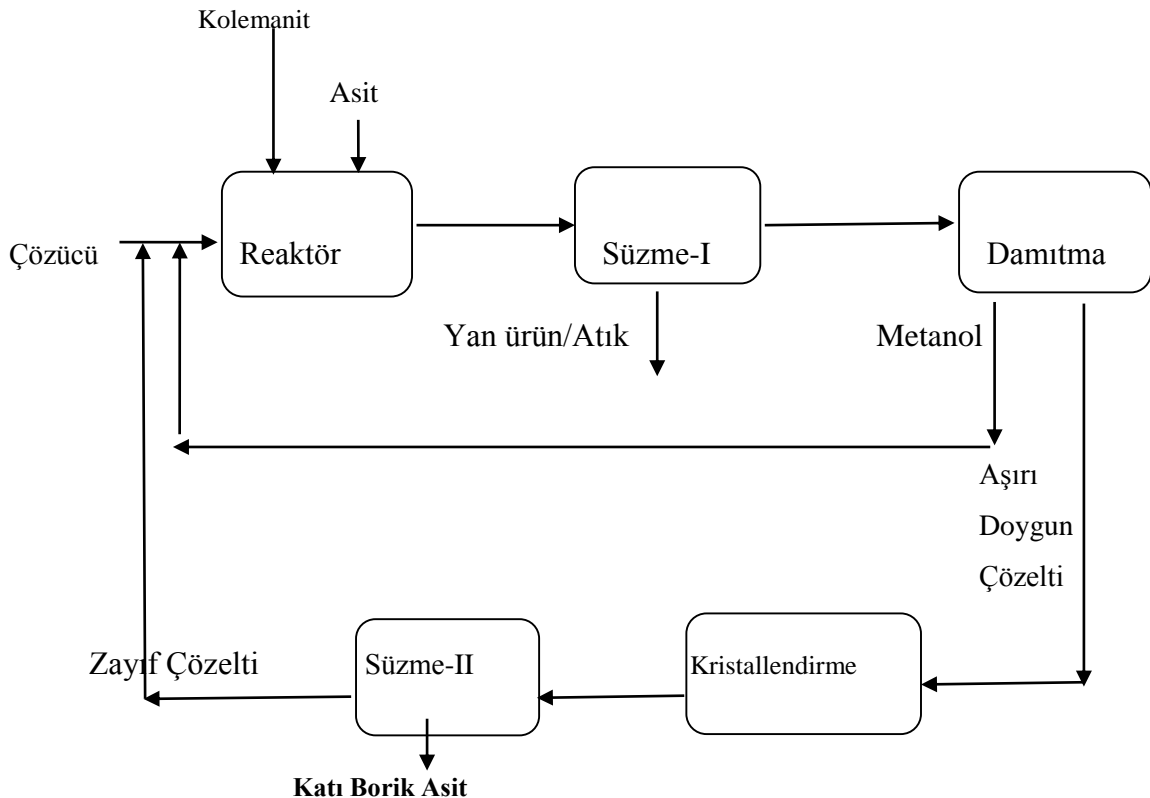 Kolemanit
Asit
Çözücü
Reaktör
Süzme-I
Damıtma
Yan ürün/Atık
Metanol
Aşırı
Doygun
Çözelti
Zayıf Çözelti
Süzme-II
Kristallendirme
Katı Borik Asit